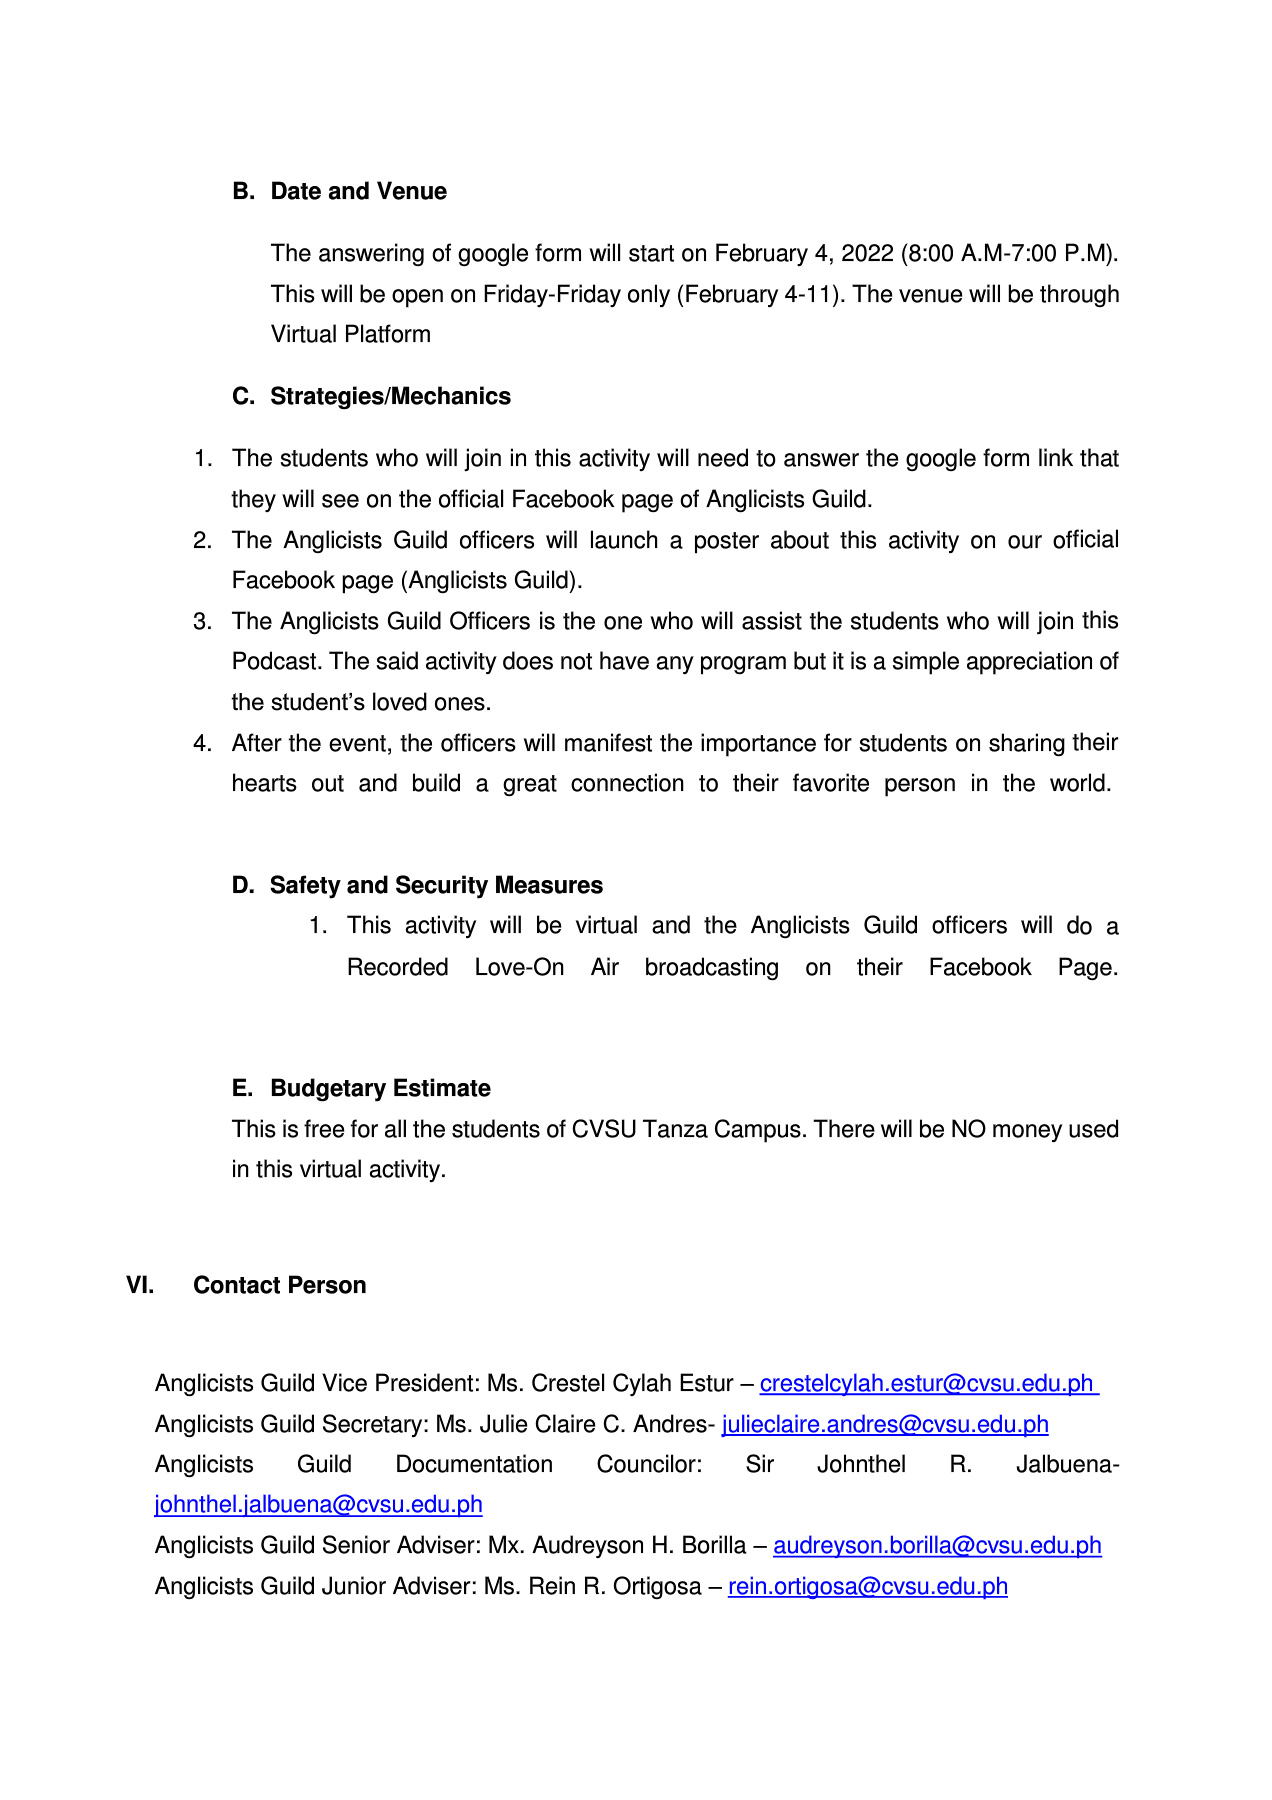 B. Date and Venue
The answering of google form will start on February 4, 2022 (8:00 A.M-7:00 P.M).
This will be open on Friday-Friday only (February 4-11). The venue will be through
Virtual Platform
C. Strategies/Mechanics
1. The students who will join in this activity will need to answer the google form link that
they will see on the official Facebook page of Anglicists Guild.
2. The Anglicists Guild officers will launch a poster about this activity on our official
Facebook page (Anglicists Guild).
3. The Anglicists Guild Officers is the one who will assist the students who will join this
Podcast. The said activity does not have any program but it is a simple appreciation of
the student’s loved ones.
4. After the event, the officers will manifest the importance for students on sharing their
hearts out and build a great connection to their favorite person in the world.
D. Safety and Security Measures
1. This activity will be virtual and the Anglicists Guild officers will do a
Recorded Love-On Air broadcasting on their Facebook Page.
E. Budgetary Estimate
This is free for all the students of CVSU Tanza Campus. There will be NO money used
in this virtual activity.
VI. Contact Person
Anglicists Guild Vice President: Ms. Crestel Cylah Estur – crestelcylah.estur@cvsu.edu.ph
Anglicists Guild Secretary: Ms. Julie Claire C. Andres- julieclaire.andres@cvsu.edu.ph
Anglicists Guild Documentation Councilor: Sir Johnthel R. Jalbuena-
johnthel.jalbuena@cvsu.edu.ph
Anglicists Guild Senior Adviser: Mx. Audreyson H. Borilla – audreyson.borilla@cvsu.edu.ph
Anglicists Guild Junior Adviser: Ms. Rein R. Ortigosa – rein.ortigosa@cvsu.edu.ph